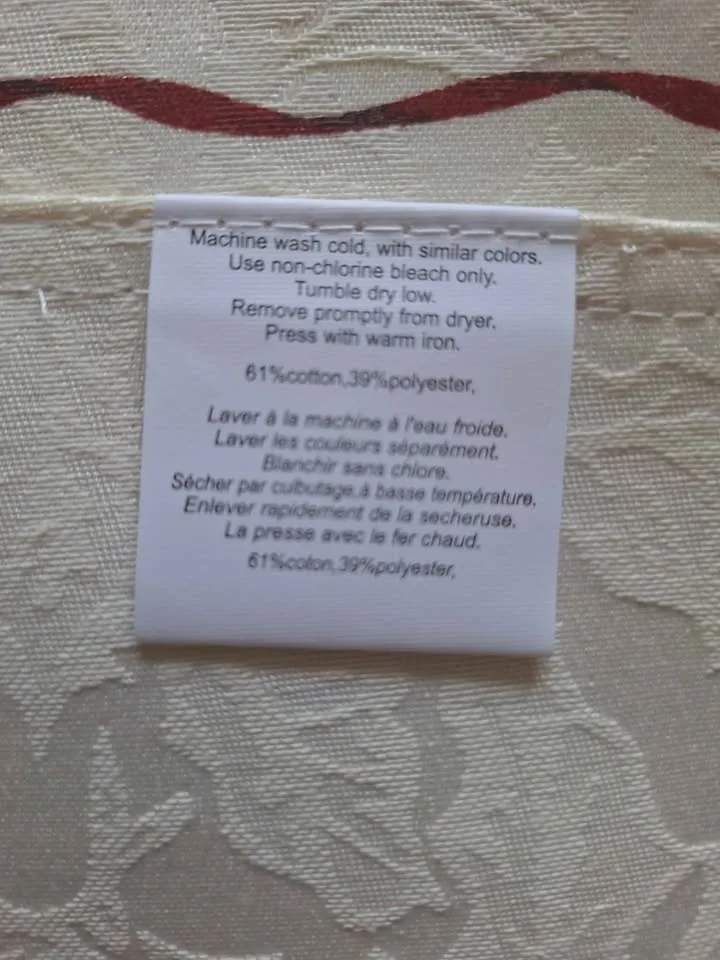 Machine wash cold, with similar colors.
Use non-chlorine bleach only.
Tumble dry low.
Remove promptly from dryer.
Press with warm iron.
61%cotton,39%polyester,
Laver à la machine à l'eau froide.
Laver les couleurs séparément.
Blanchir sans chlore.
Sécher par culbutage à basse température.
Enlever rapidement de la secheruse.
La presse avec le fer chaud.
61%coton,39%polyester,